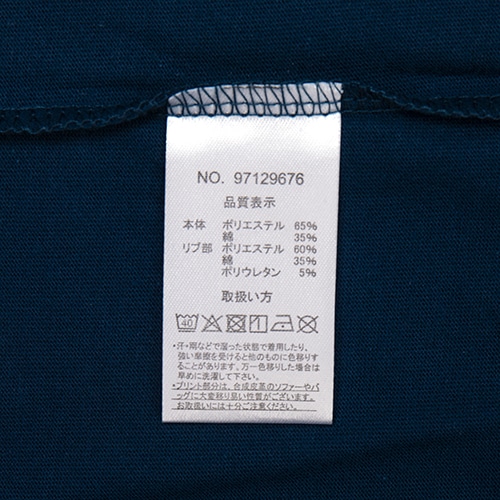 NO. 97129676
品質表示
本体 ポリエステル 65%
綿 35%
リブ部 ポリエステル 60%
綿 35%
ポリウレタン 5%
取扱い方
40
・汗・雨などで湿った状態で着用したり、
強い摩擦を受けると他のものに色移りす
ることがあります。万一色移りした場合は
早めに洗濯して下さい。
・プリント部分は、合成皮革のソファーやバ
ッグに大変移り易い性質がございます。
お取扱いには十分ご注意ください。